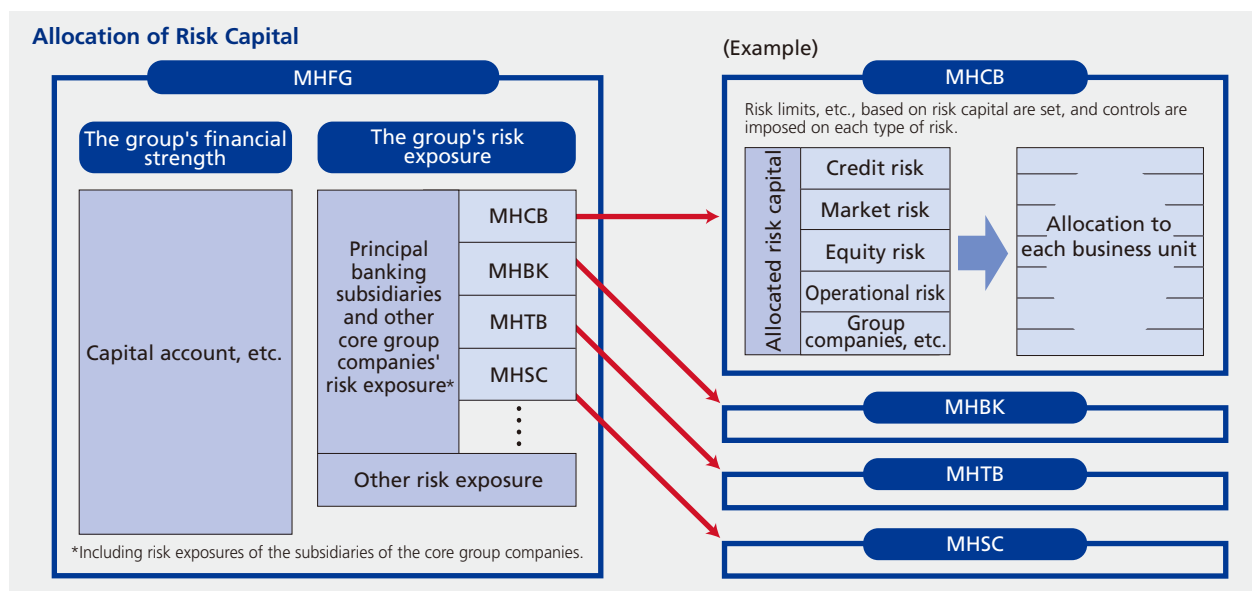 Allocation of Risk Capital
MHFG
The group's financial
strength
Capital account, etc.
The group's risk
exposure
Principal
banking
subsidiaries
and other
core group
companies'
risk exposure*
MHCB
MHBK
MHTB
MHSC
Other risk exposure
*Including risk exposures of the subsidiaries of the core group companies.
(Example)
MHCB
Risk limits, etc., based on risk capital are set, and controls are
imposed on each type of risk.
Allocated risk capital
Credit risk
Market risk
Equity risk
Operational risk
Group
companies, etc.
Allocation to
each business unit
MHBK
MHTB
MHSC